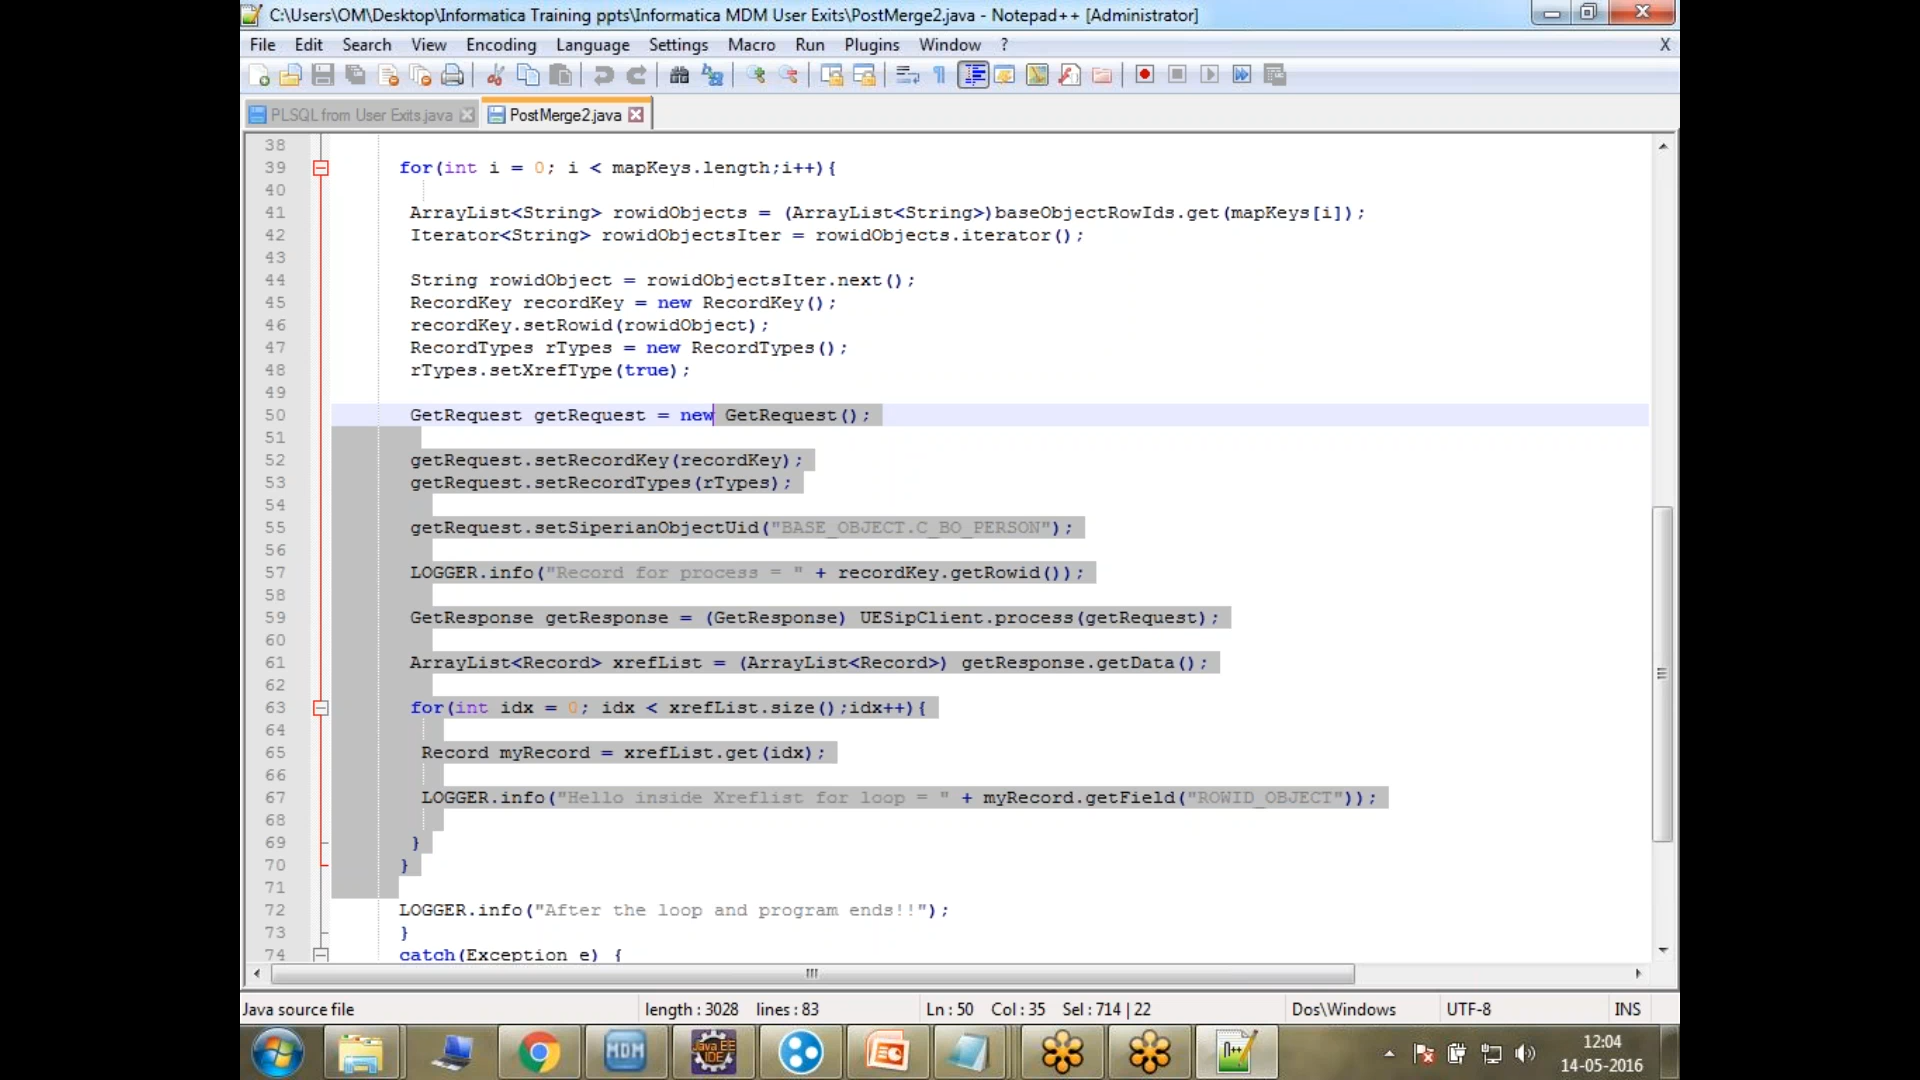 C:\Users\OM\Desktop\Informatica Training ppts\Informatica MDM User Exits\PostMerge2.java - Notepad++ [Administrator]
File Edit Search View Encoding Language Settings Macro Run Plugins Window ? X
PLSQL from User Exits.java PostMerge2.java
38
39 for(int i = 0; i < mapKeys.length;i++){
40
41 ArrayList<String> rowidObjects = (ArrayList<String>)baseObjectRowIds.get(mapKeys[i]);
42 Iterator<String> rowidObjectsIter = rowidObjects.iterator();
43
44 String rowidObject = rowidObjectsIter.next();
45 RecordKey recordKey = new RecordKey();
46 recordKey.setRowid(rowidObject);
47 RecordTypes rTypes = new RecordTypes();
48 rTypes.setXrefType(true);
49
50 GetRequest getRequest = new GetRequest();
51
52 getRequest.setRecordKey(recordKey);
53 getRequest.setRecordTypes(rTypes);
54
55 getRequest.setSiperianObjectUid("BASE_OBJECT.C_BO_PERSON");
56
57 LOGGER.info("Record for process = " + recordKey.getRowid());
58
59 GetResponse getResponse = (GetResponse) UESipClient.process(getRequest);
60
61 ArrayList<Record> xrefList = (ArrayList<Record>) getResponse.getData();
62
63 for(int idx = 0; idx < xrefList.size();idx++){
64
65 Record myRecord = xrefList.get(idx);
66
67 LOGGER.info("Hello inside Xreflist for loop = " + myRecord.getField("ROWID_OBJECT"));
68
69 }
70 }
71
72 LOGGER.info("After the loop and program ends!!");
73 }
74 catch(Exception e) {
Java source file length : 3028 lines : 83 Ln : 50 Col : 35 Sel : 714 | 22 Dos\Windows UTF-8 INS
MDM Java EE IDE 12:04
14-05-2016